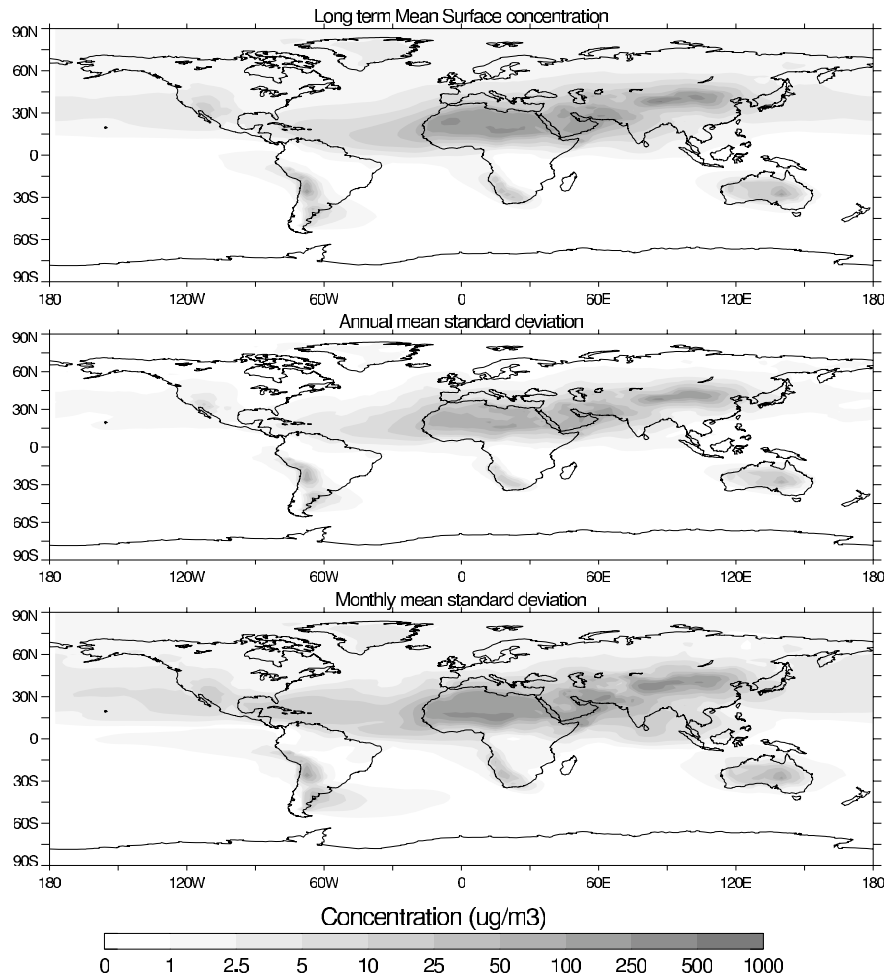 Long term Mean Surface concentration
90N
60N
30N
0
30S
60S
90S
180 120W 60W 0 60E 120E 180
Annual mean standard deviation
90N
60N
30N
0
30S
60S
90S
180 120W 60W 0 60E 120E 180
Monthly mean standard deviation
90N
60N
30N
0
30S
60S
90S
180 120W 60W 0 60E 120E 180
Concentration (ug/m3)
0 1 2.5 5 10 25 50 100 250 500 1000